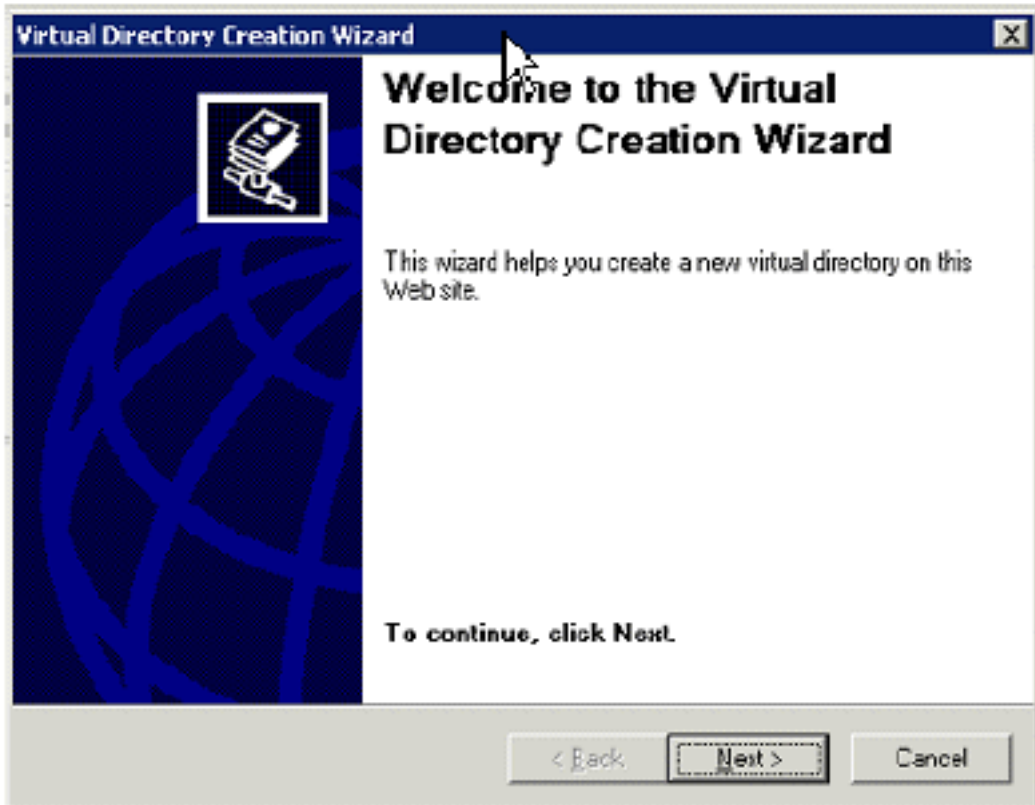 Virtual Directory Creation Wizard
Welcome to the Virtual
Directory Creation Wizard
This wizard helps you create a new virtual directory on this
Web site.
To continue, click Next.
< Back
Next >
Cancel